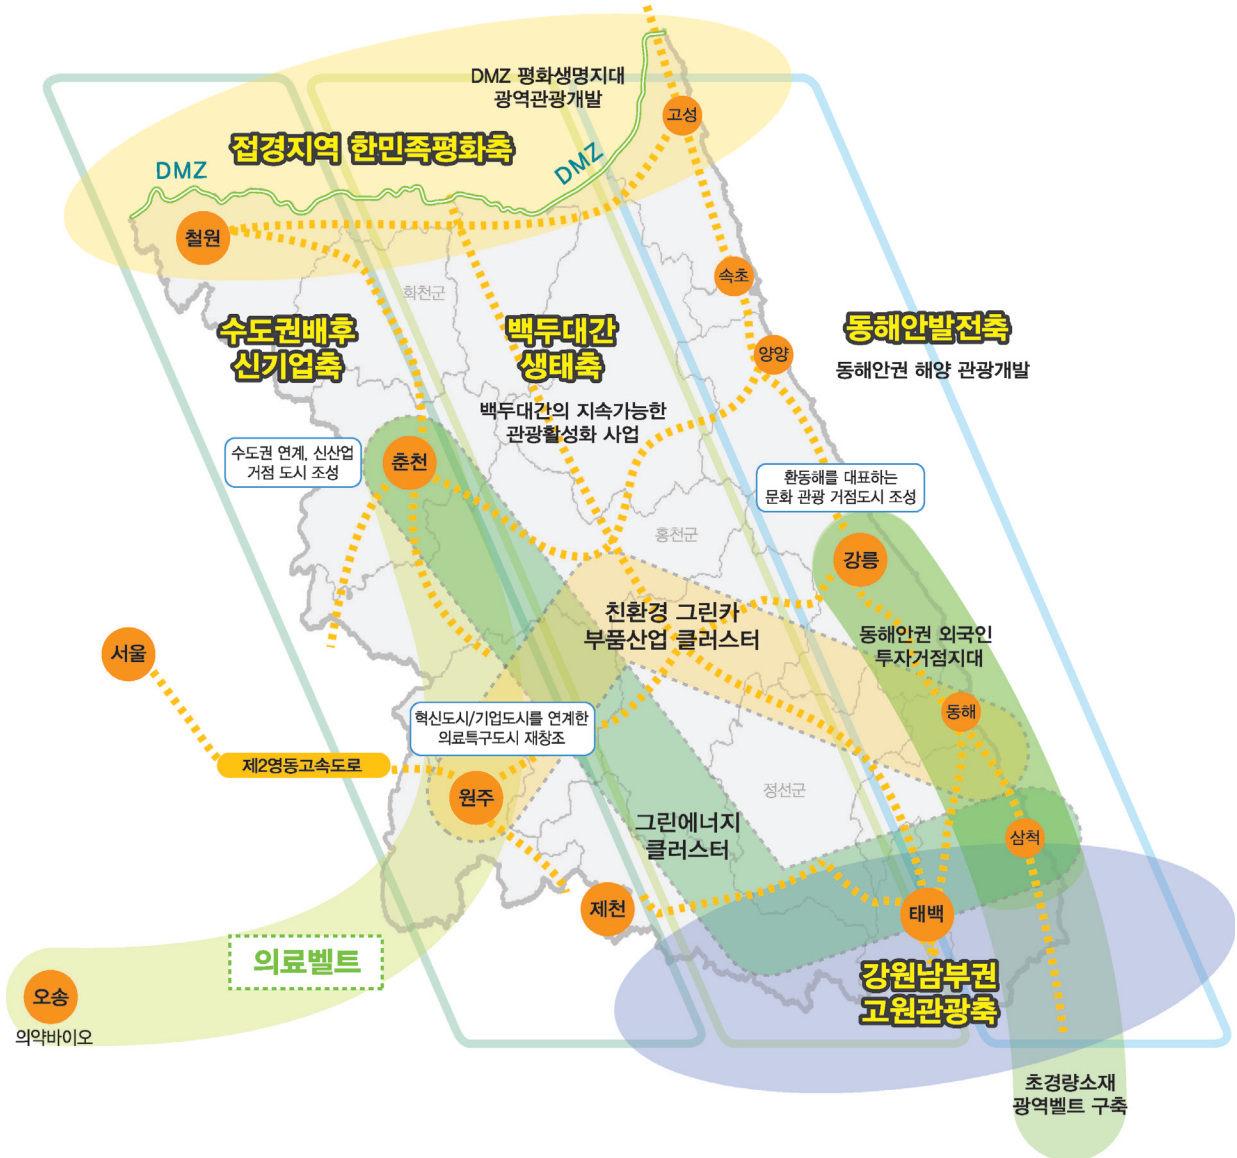 DMZ 평화생명지대
광역관광개발
고성
접경지역 한민족평화축
DMZ
DMZ
철원
속초
화천군
수도권배후
신기업축
백두대간
생태축
동해안발전축
양양
동해안권 해양 관광개발
백두대간의 지속가능한
관광활성화 사업
수도권 연계, 신산업
거점 도시 조성
춘천
환동해를 대표하는
문화 관광 거점도시 조성
홍천군
강릉
친환경 그린카
부품산업 클러스터
동해안권 외국인
투자거점지대
서울
혁신도시/기업도시를 연계한
의료특구도시 재창조
동해
제2영동고속도로
원주
정선군
그린에너지
클러스터
삼척
제천
태백
의료벨트
강원남부권
고원관광축
오송
의약바이오
초경량소재
광역벨트 구축